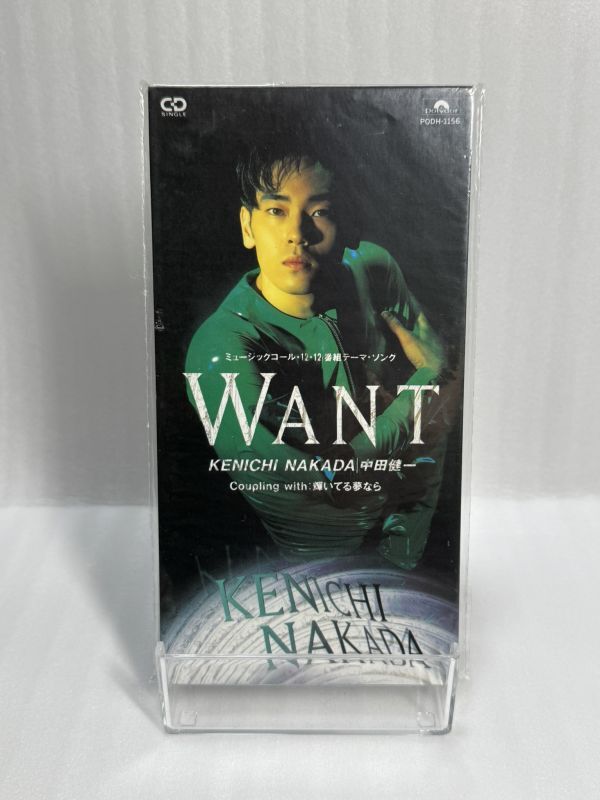 CD
SINGLE
Polydor
PODH-1156
ミュージックコール・12・12番組テーマ・ソング
WANT
KENICHI NAKADA|中田健一
Coupling with:輝いてる夢なら
KENICHI
NAKADA